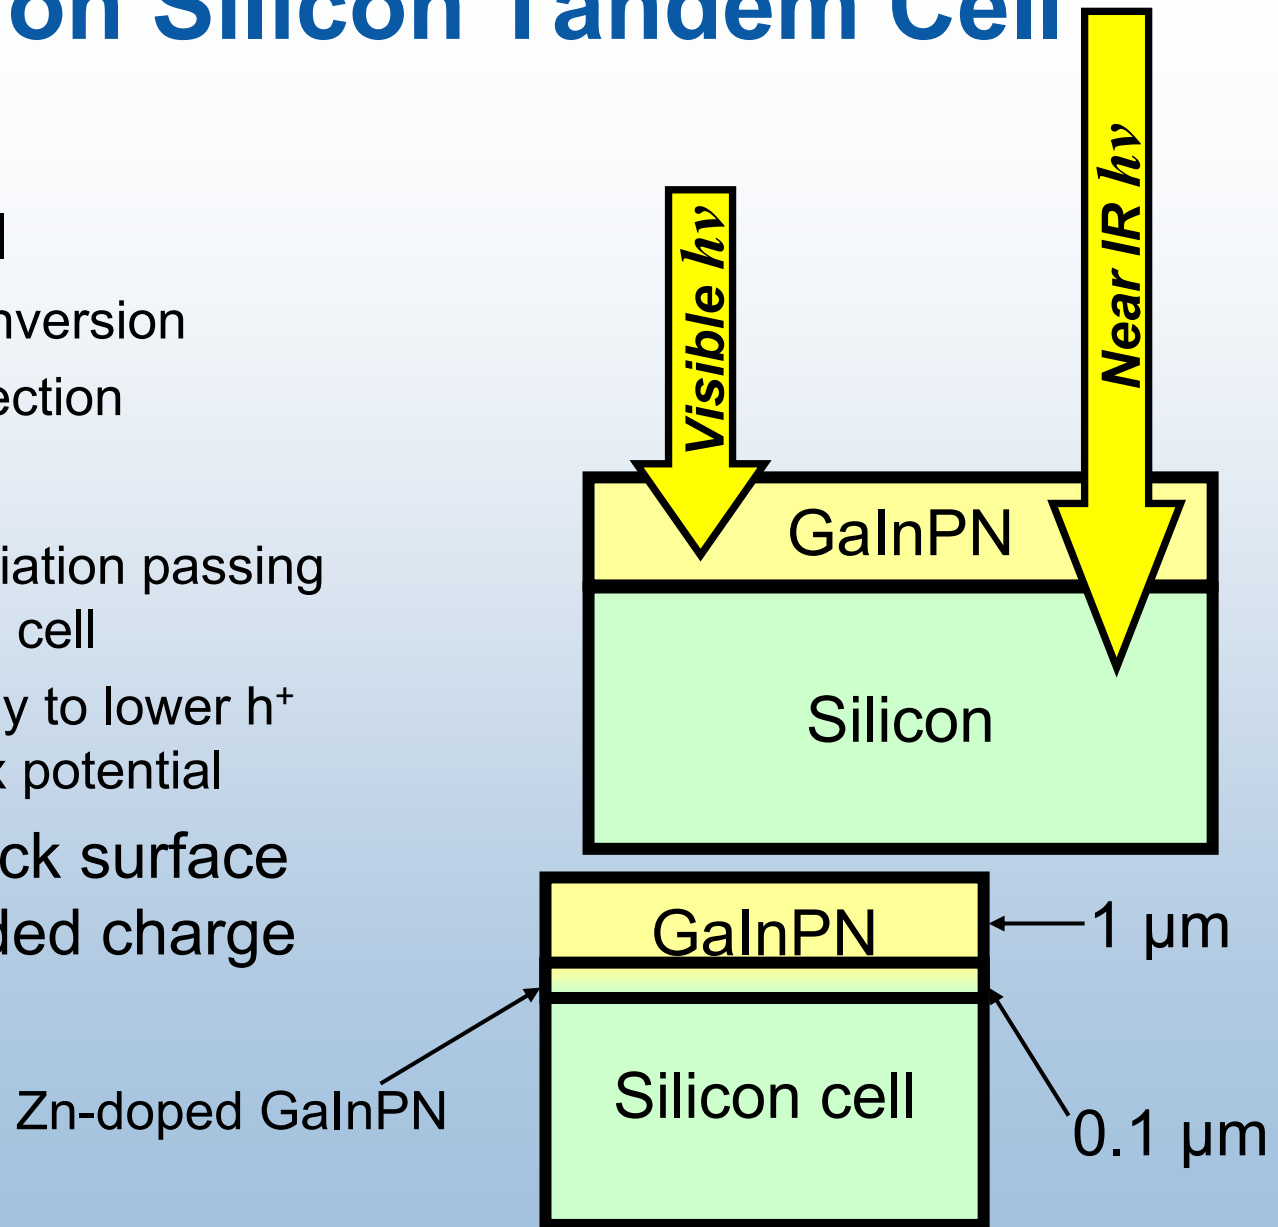 on Silicon Tandem Cell
nversion
ection
iation passing
cell
y to lower h⁺
x potential
ck surface
ded charge
Visible hν
Near IR hν
GaInPN
Silicon
GaInPN
1 µm
Zn-doped GaInPN
Silicon cell
0.1 µm